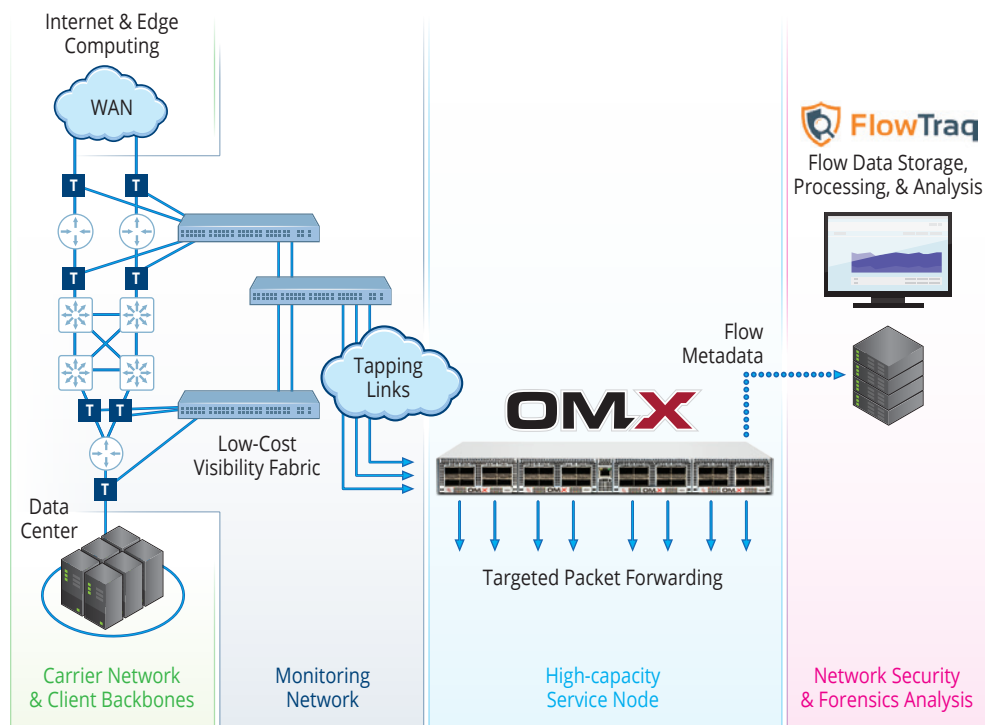 Internet & Edge
Computing
WAN
T
T
T
T
T
T
T
Low-Cost
Visibility Fabric
Data
Center
Tapping
Links
OMX
OMX
OMX
Targeted Packet Forwarding
Flow
Metadata
FlowTraq
Flow Data Storage,
Processing, & Analysis
Carrier Network
& Client Backbones
Monitoring
Network
High-capacity
Service Node
Network Security
& Forensics Analysis